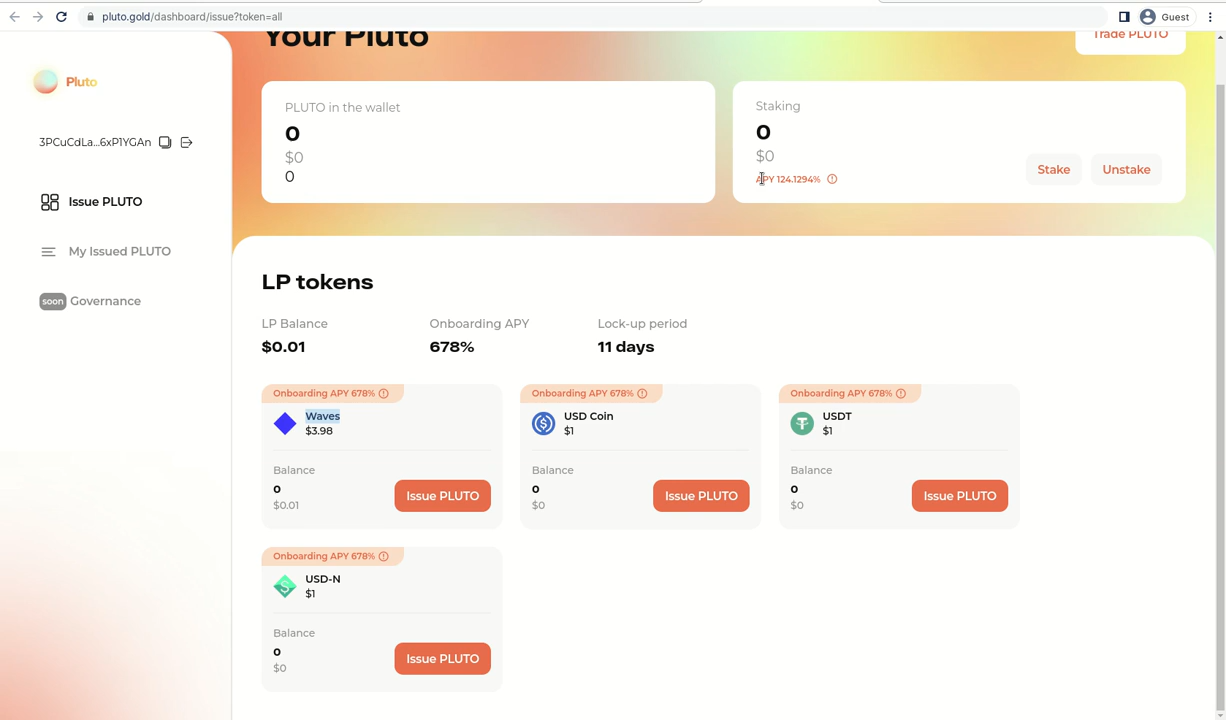 pluto.gold/dashboard/issue?token=all
Guest
Your Pluto
Trade PLUTO
Pluto
PLUTO in the wallet
0
$0
0
Staking
0
$0
APY 124.1294%
Stake
Unstake
3PCuCdLa...6xP1YGAn
Issue PLUTO
My Issued PLUTO
soon Governance
LP tokens
LP Balance
$0.01
Onboarding APY
678%
Lock-up period
11 days
Onboarding APY 678%
Waves
$3.98
Balance
0
$0.01
Issue PLUTO
Onboarding APY 678%
USD Coin
$1
Balance
0
$0
Issue PLUTO
Onboarding APY 678%
USDT
$1
Balance
0
$0
Issue PLUTO
Onboarding APY 678%
USD-N
$1
Balance
0
$0
Issue PLUTO